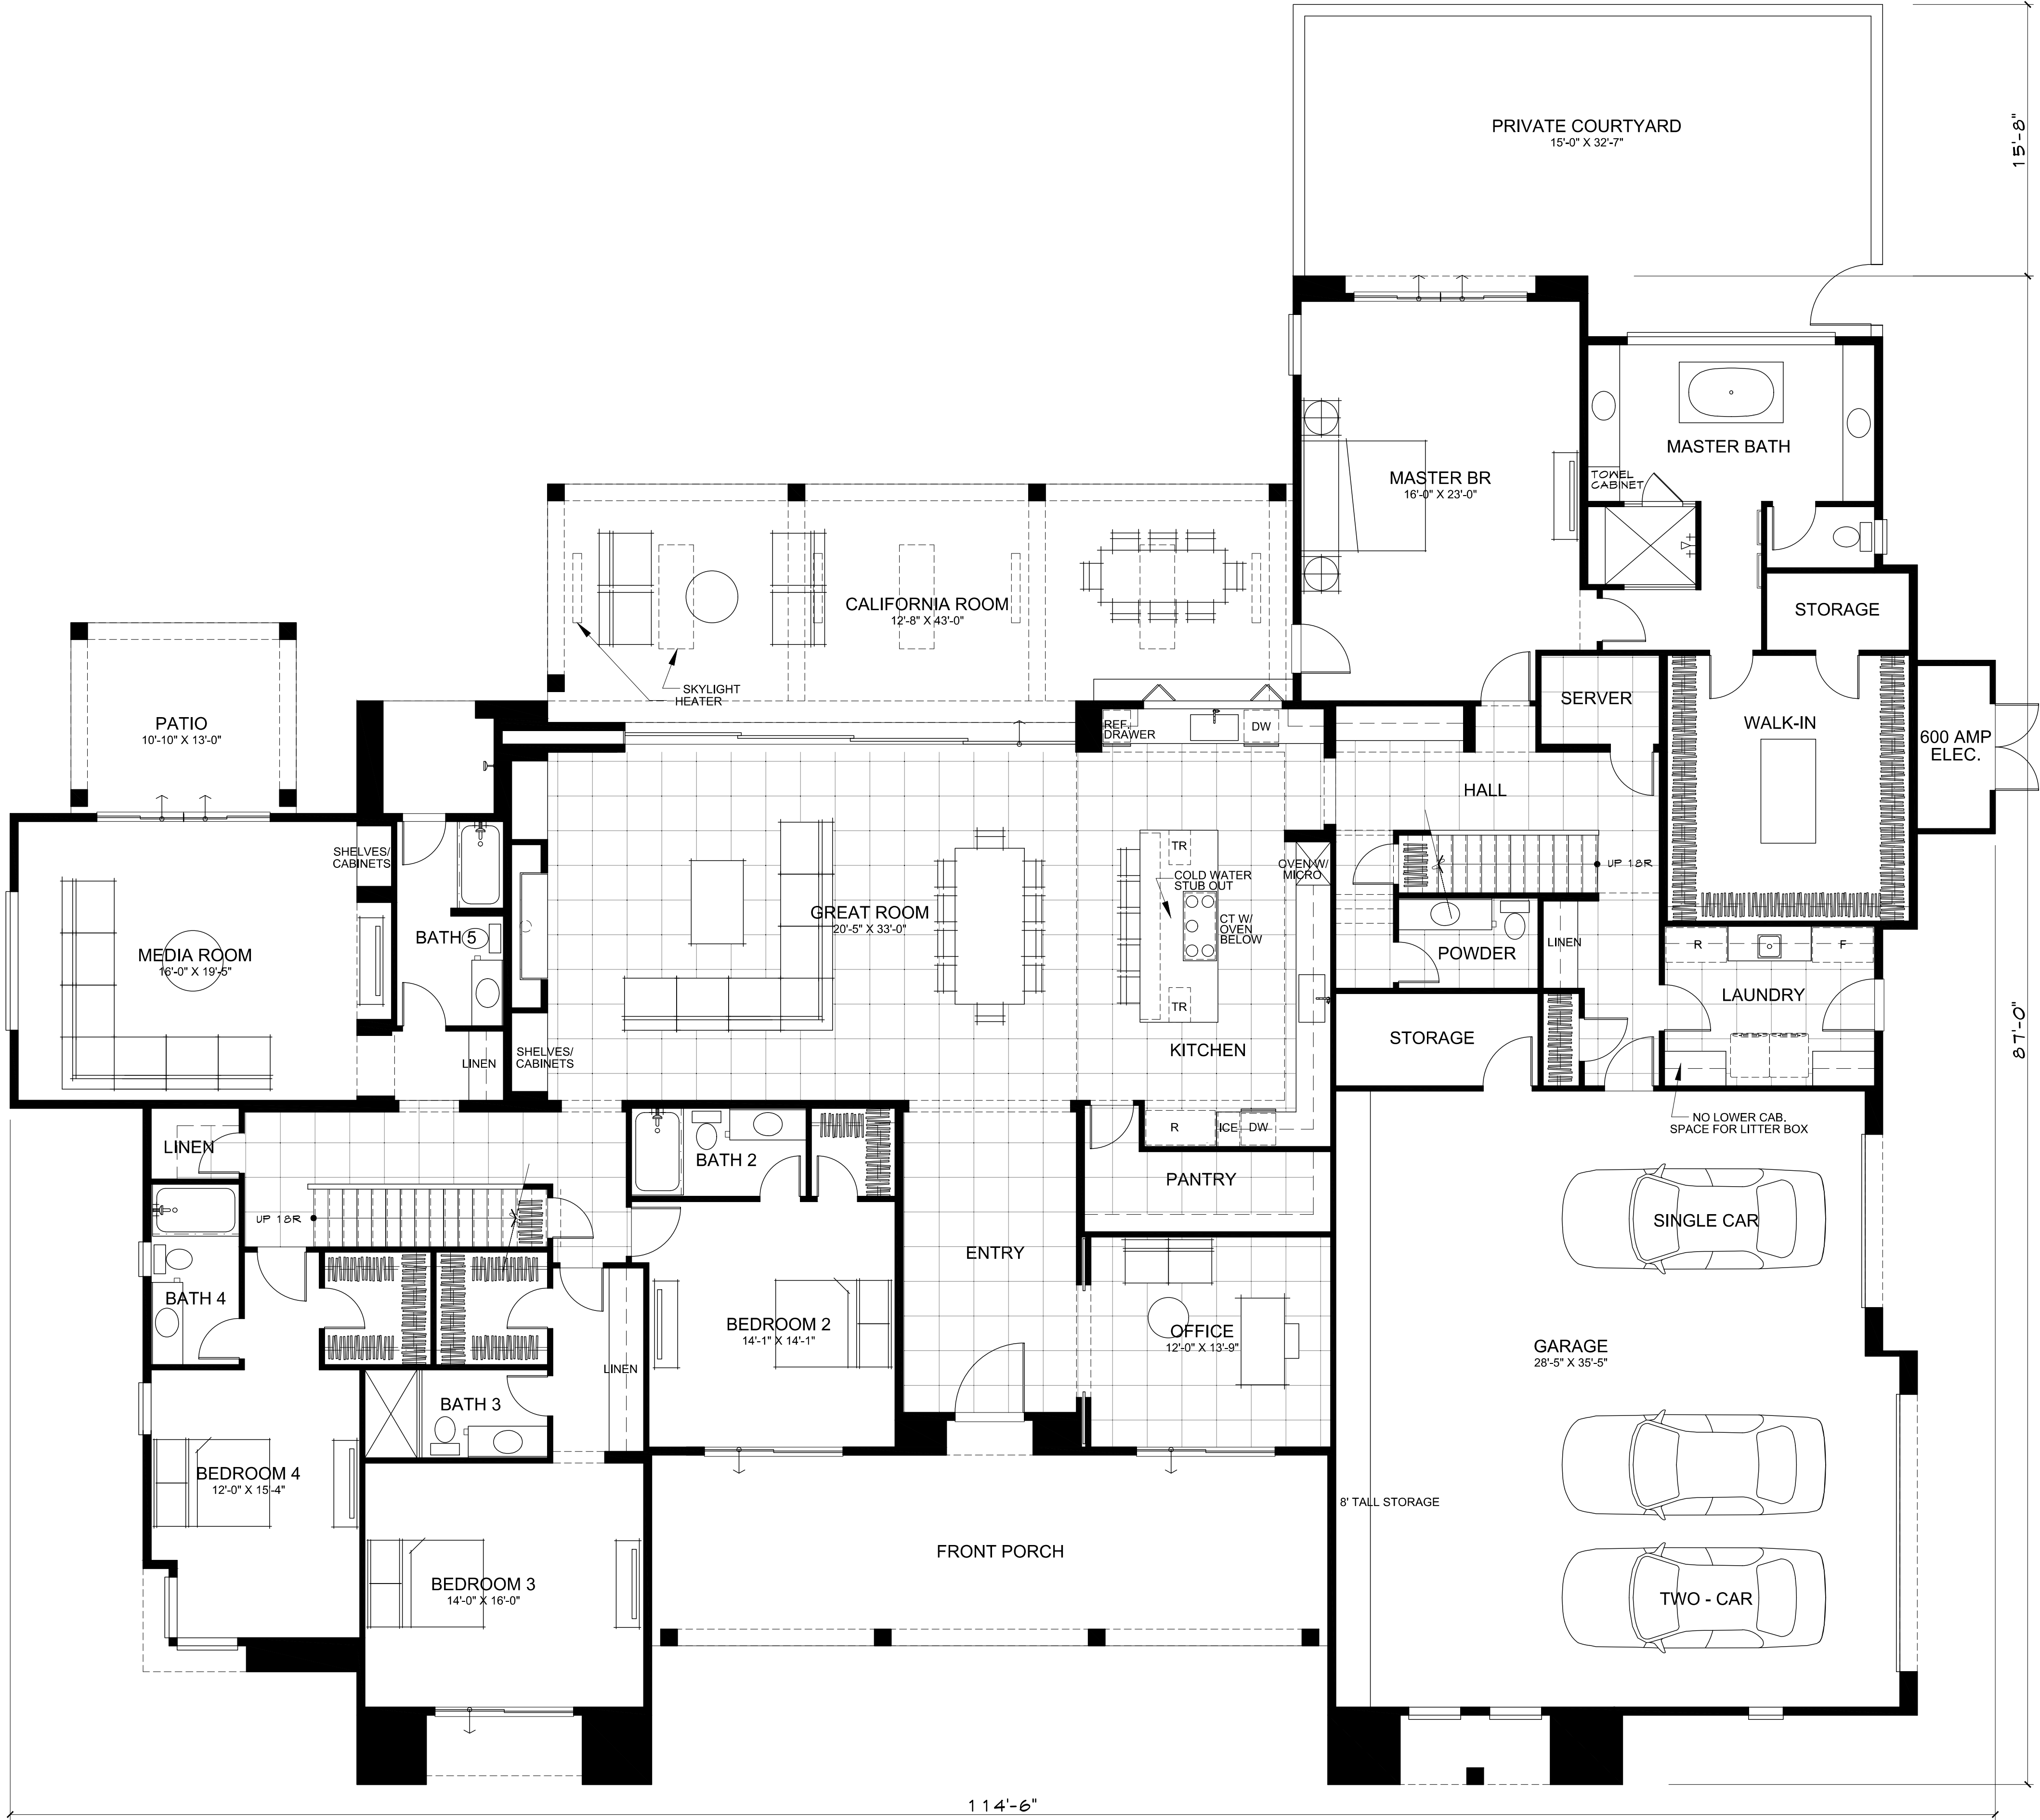 PRIVATE COURTYARD
15'-0" X 32'-7"
15'-8"
MASTER BATH
TOWEL
CABINET
MASTER BR
16'-0" X 23'-0"
CALIFORNIA ROOM
12'-8" X 43'-0"
STORAGE
SKYLIGHT
HEATER
SERVER
PATIO
10'-10" X 13'-0"
REF.
DRAWER
DW
WALK-IN
600 AMP
ELEC.
HALL
SHELVES/
CABINETS
TR
OVEN W/
MICRO
UP 18R
COLD WATER
STUB OUT
GREAT ROOM
20'-5" X 33'-0"
CT W/
OVEN
BELOW
BATH 5
MEDIA ROOM
16'-0" X 19'-5"
POWDER
LINEN
R
F
LAUNDRY
TR
STORAGE
KITCHEN
SHELVES/
CABINETS
LINEN
87'-0"
NO LOWER CAB.
SPACE FOR LITTER BOX
R
ICE
DW
LINEN
BATH 2
PANTRY
UP 18R
SINGLE CAR
ENTRY
BATH 4
BEDROOM 2
14'-1" X 14'-1"
OFFICE
12'-0" X 13'-9"
GARAGE
28'-5" X 35'-5"
LINEN
BATH 3
BEDROOM 4
12'-0" X 15'-4"
8' TALL STORAGE
FRONT PORCH
BEDROOM 3
14'-0" X 16'-0"
TWO - CAR
114'-6"